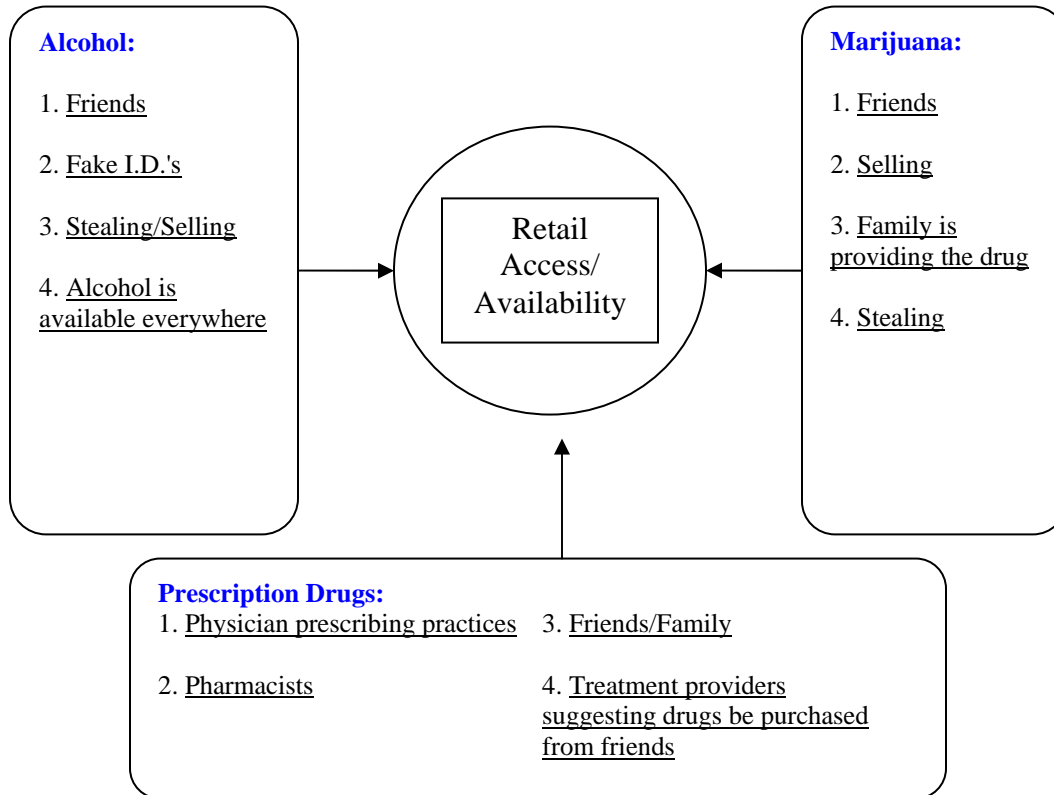 Alcohol:
1. Friends
2. Fake I.D.'s
3. Stealing/Selling
4. Alcohol is
available everywhere
Retail
Access/
Availability
Marijuana:
1. Friends
2. Selling
3. Family is
providing the drug
4. Stealing
Prescription Drugs:
1. Physician prescribing practices
2. Pharmacists
3. Friends/Family
4. Treatment providers
suggesting drugs be purchased
from friends